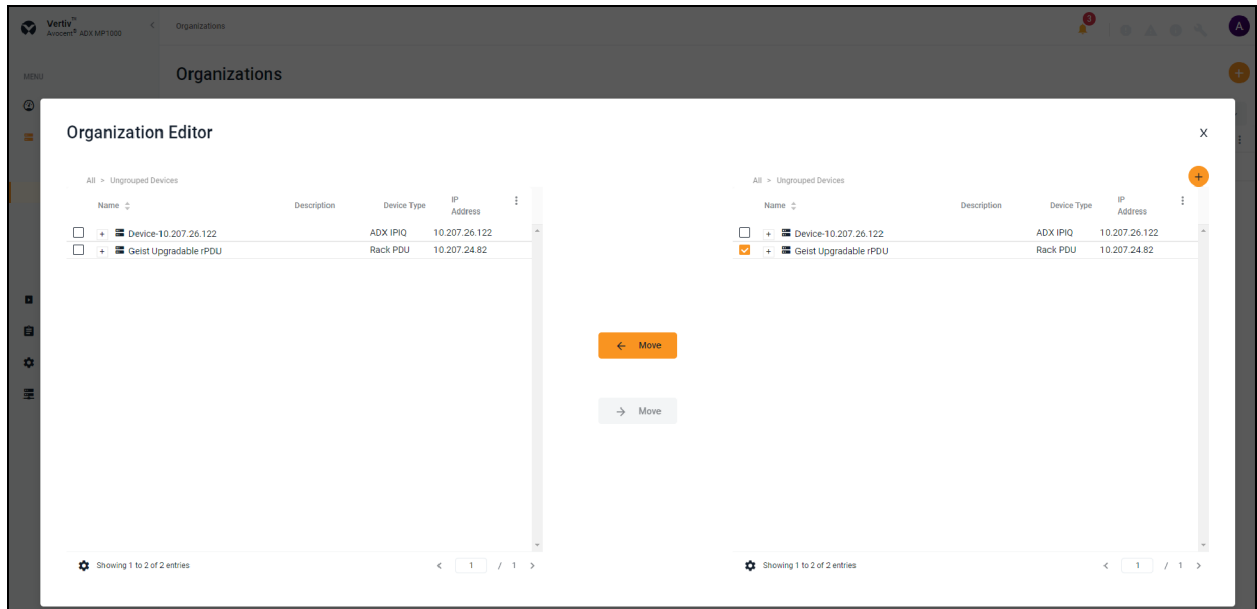 Vertiv™
Avocent® ADX MP1000
Organizations
3
A
MENU
Organizations
Organization Editor
X
All > Ungrouped Devices
Name Description Device Type IP Address
Device-10.207.26.122 ADX IPIQ 10.207.26.122
Geist Upgradable rPDU Rack PDU 10.207.24.82
Showing 1 to 2 of 2 entries
< 1 / 1 >
← Move
→ Move
All > Ungrouped Devices
Name Description Device Type IP Address
Device-10.207.26.122 ADX IPIQ 10.207.26.122
Geist Upgradable rPDU Rack PDU 10.207.24.82
Showing 1 to 2 of 2 entries
< 1 / 1 >